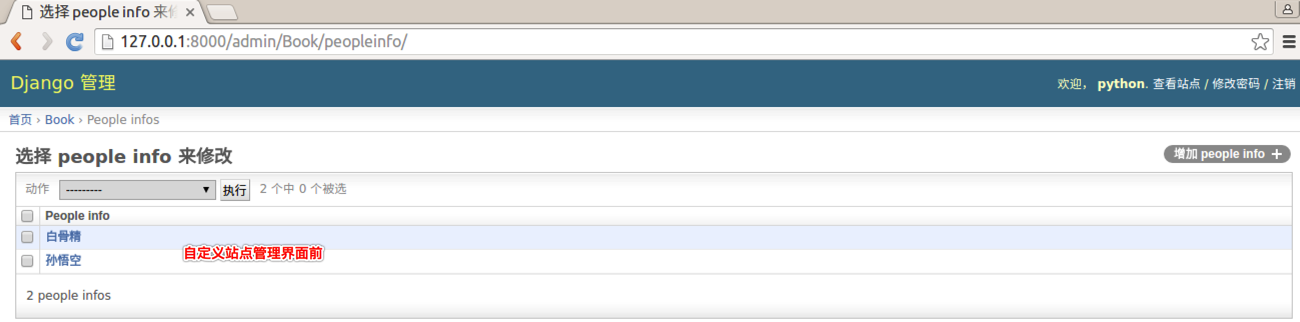 选择 people info 来修
127.0.0.1:8000/admin/Book/peopleinfo/
Django 管理
欢迎， python. 查看站点 / 修改密码 / 注销
首页 › Book › People infos
选择 people info 来修改
增加 people info +
动作 --------- 执行 2 个中 0 个被选
People info
白骨精
自定义站点管理界面前
孙悟空
2 people infos